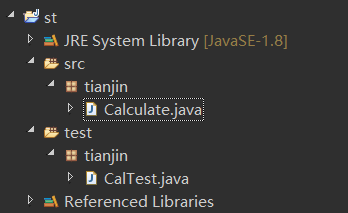 st
JRE System Library [JavaSE-1.8]
src
tianjin
Calculate.java
test
tianjin
CalTest.java
Referenced Libraries